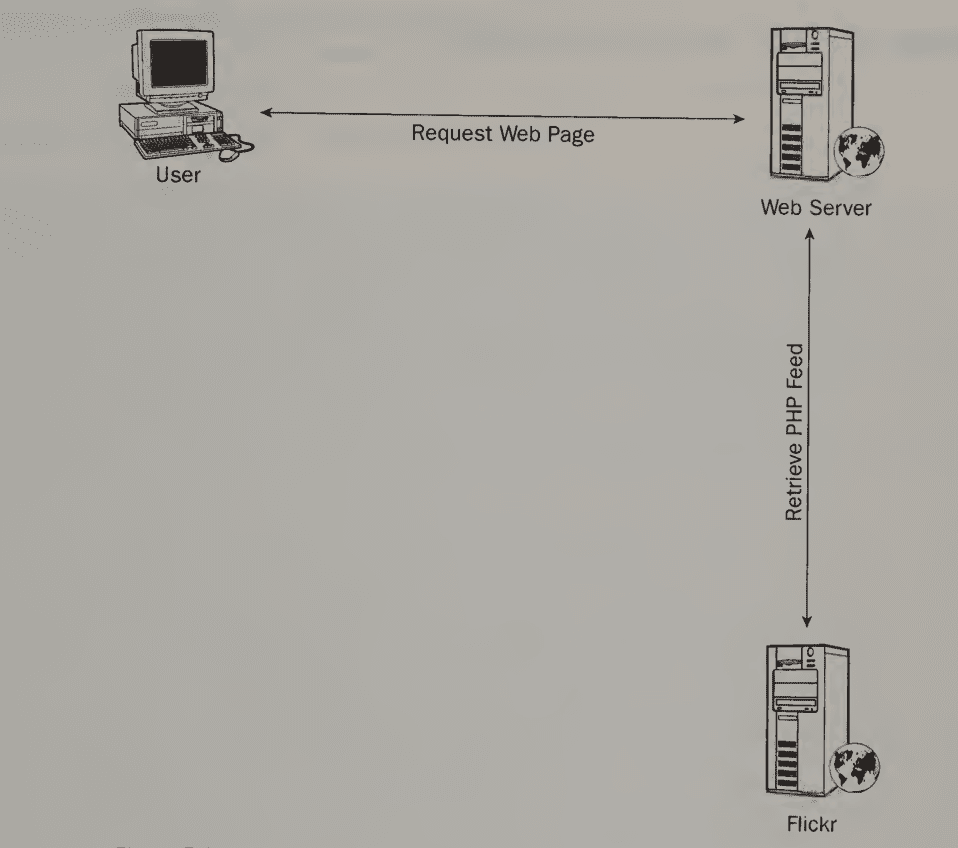 Request Web Page
User
Web Server
Retrieve PHP Feed
Flickr